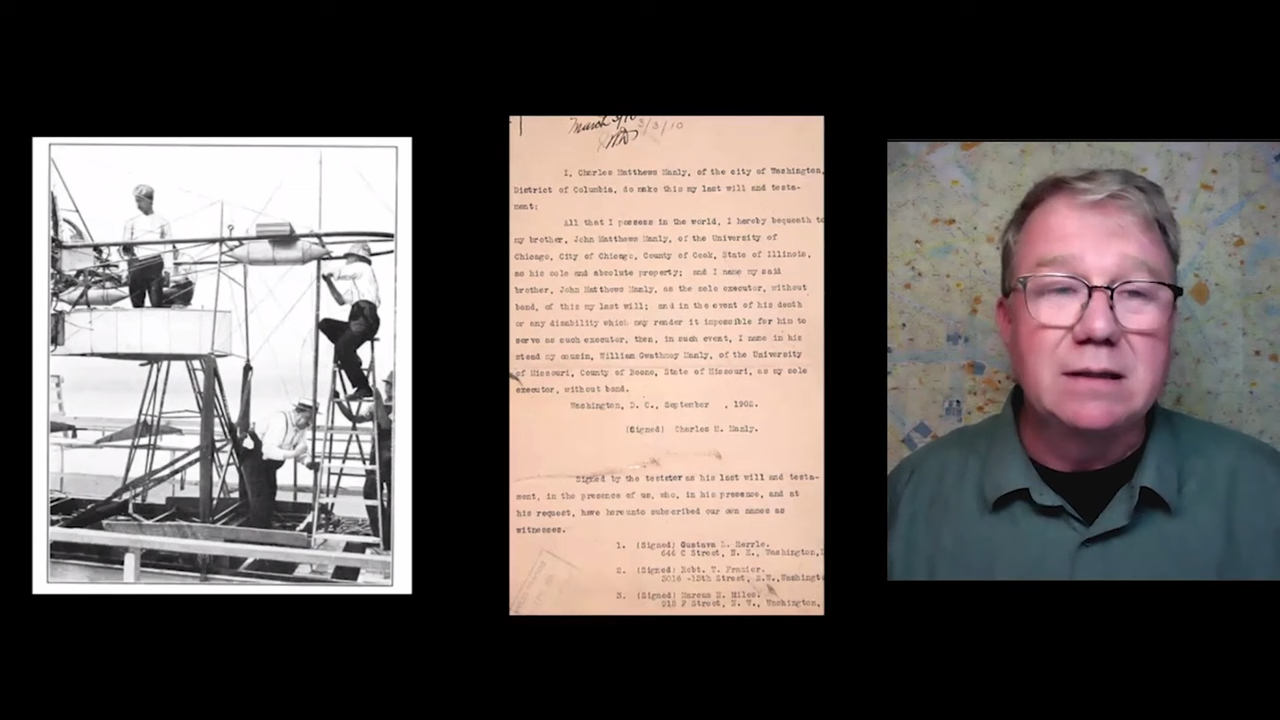 March 3/10 3/3/10
I, Charles Matthews Manly, of the city of Washington,
District of Columbia, do make this my last will and testa-
ment:
All that I possess in the world, I hereby bequeath to
my brother, John Matthews Manly, of the University of
Chicago, City of Chicago, County of Cook, State of Illinois,
as his sole and absolute property; and I name my said
brother, John Matthews Manly, as the sole executor, without
bond, of this my last will; and in the event of his death
or any disability which may render it impossible for him to
serve as such executor, then, in such event, I name in his
stead my cousin, William Gwathmey Manly, of the University
of Missouri, County of Boone, State of Missouri, as my sole
executor, without bond.
Washington, D. C., September , 1902.
(Signed) Charles M. Manly.
Signed by the testster as his last will and testa-
ment, in the presence of us, who, in his presence, and at
his request, have hereunto subscribed our own names as
witnesses.
1. (Signed) Gustave L. Merrle.
646 C Street, N. E., Washington,
2. (Signed) Robt. T. Frazier.
3016 -13th Street, S.W., Washingt
3. (Signed) Marcus N. Miles.
918 F Street, N. W., Washington,